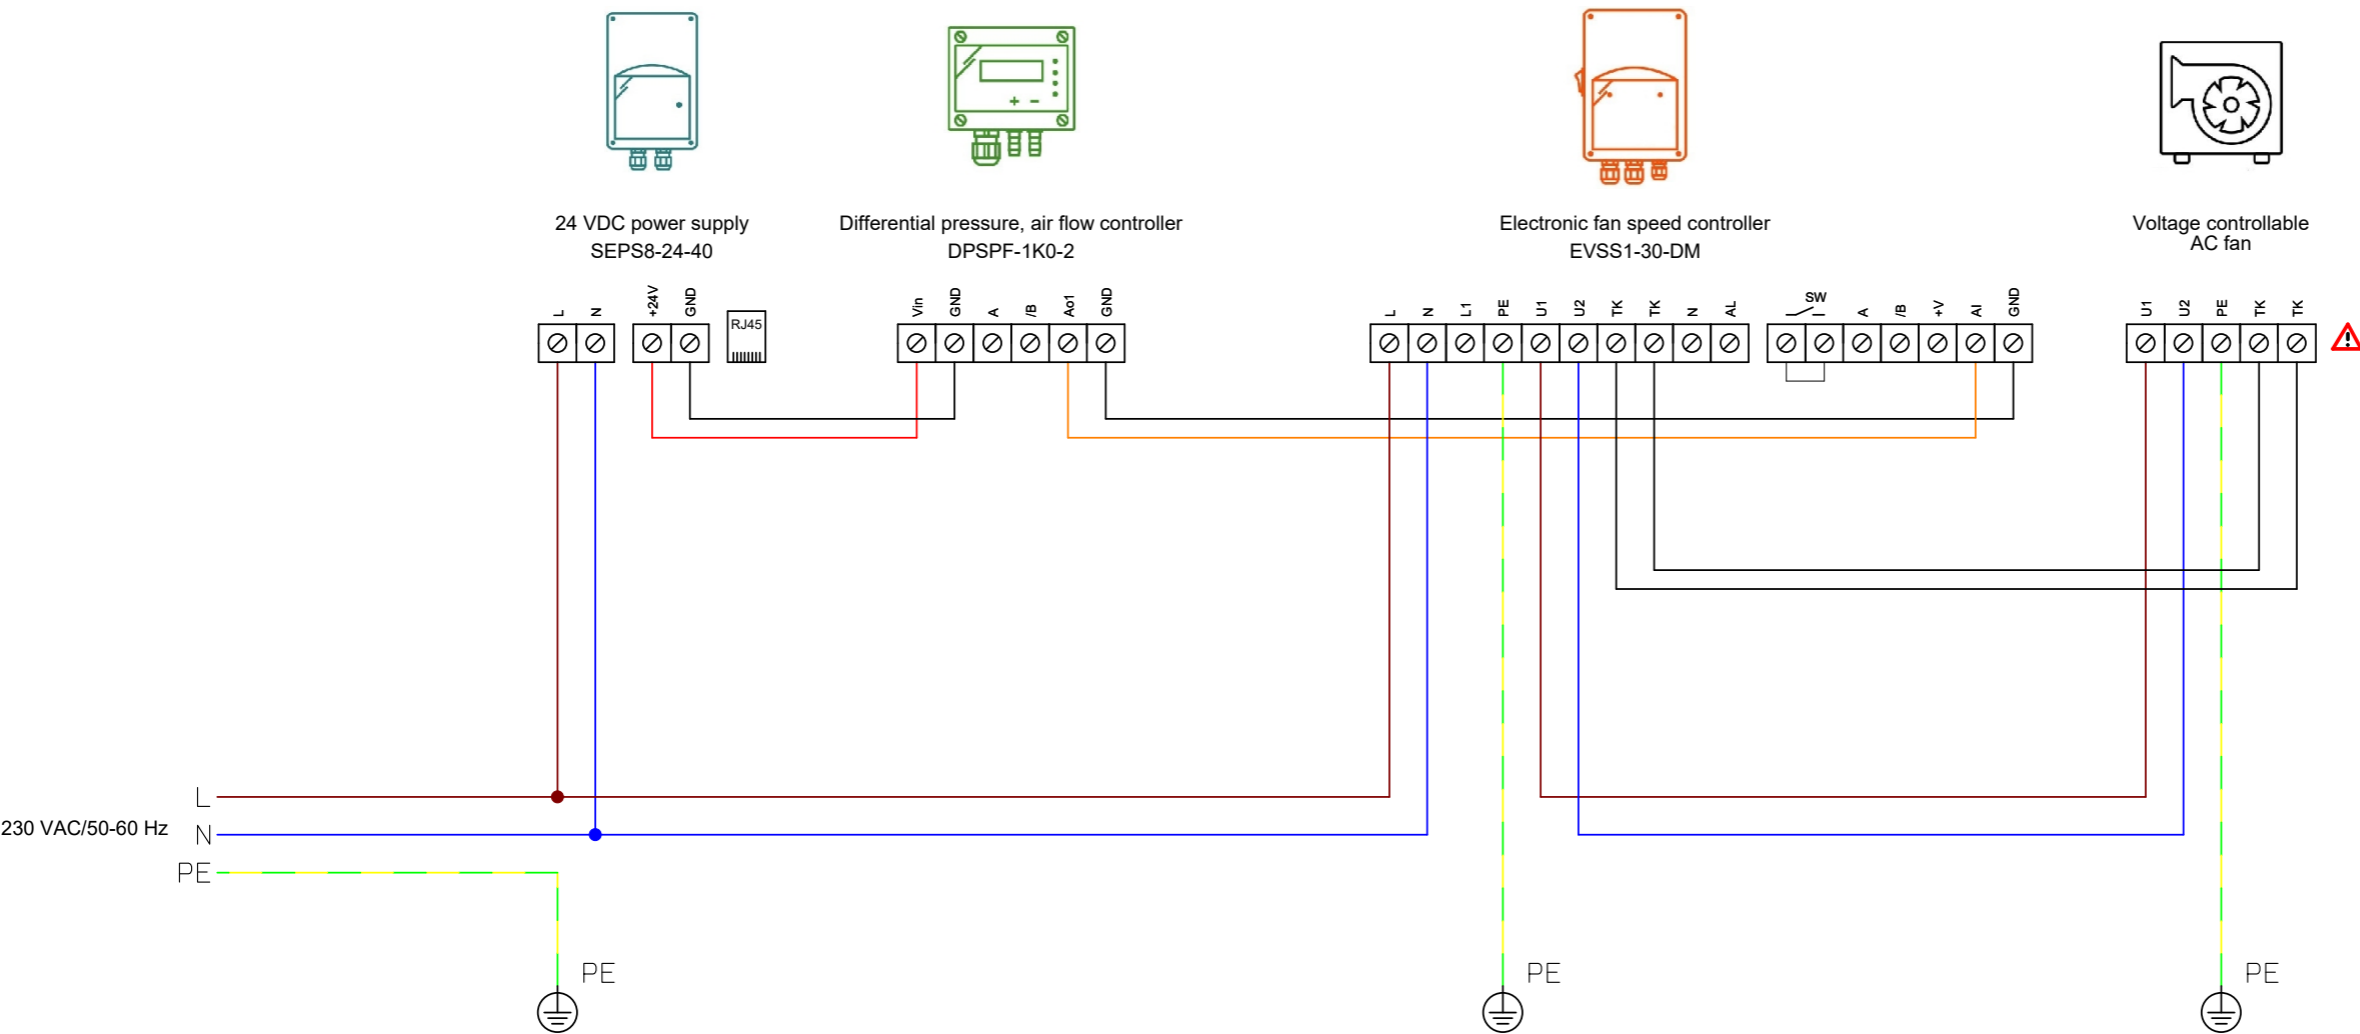 24 VDC power supply
SEPS8-24-40
Differential pressure, air flow controller
DPSPF-1K0-2
Electronic fan speed controller
EVSS1-30-DM
Voltage controllable
AC fan
L N +24V GND RJ45
Vin GND A /B Ao1 GND
L N L1 PE U1 U2 TK TK N AL
SW A /B +V AI GND
U1 U2 PE TK TK
L
230 VAC/50-60 Hz N
PE
PE
PE
PE